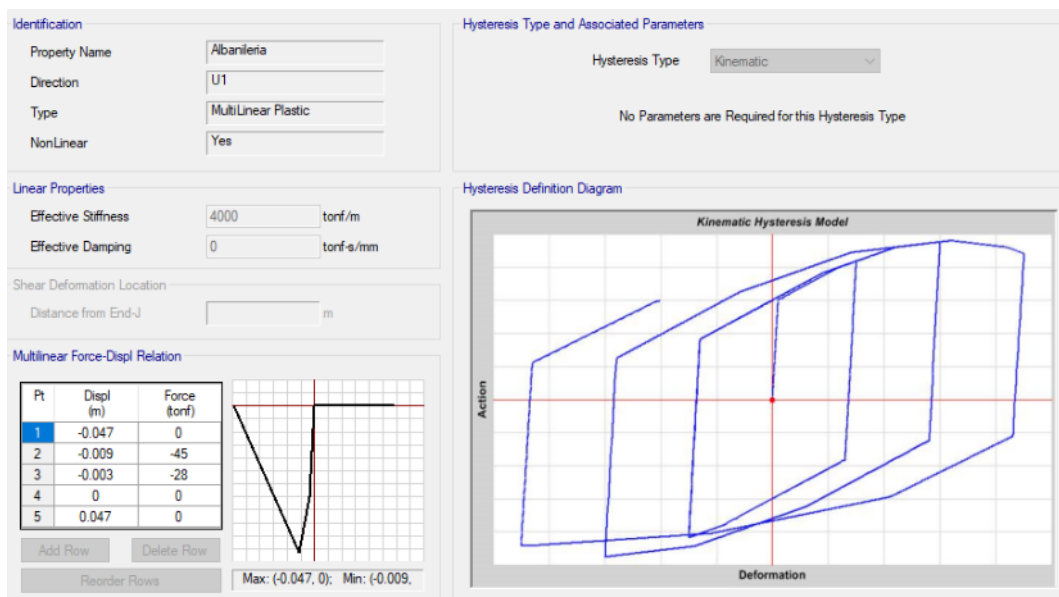 Identification
Property Name Albanileria
Direction U1
Type MultiLinear Plastic
NonLinear Yes
Linear Properties
Effective Stiffness 4000 tonf/m
Effective Damping 0 tonf-s/mm
Shear Deformation Location
Distance from End-J m
Multilinear Force-Displ Relation
Pt Displ Force
(m) (tonf)
1 -0.047 0
2 -0.009 -45
3 -0.003 -28
4 0 0
5 0.047 0
Add Row Delete Row
Reorder Rows
Max: (-0.047, 0); Min: (-0.009,
Hysteresis Type and Associated Parameters
Hysteresis Type Kinematic
No Parameters are Required for this Hysteresis Type
Hysteresis Definition Diagram
Kinematic Hysteresis Model
Action
Deformation